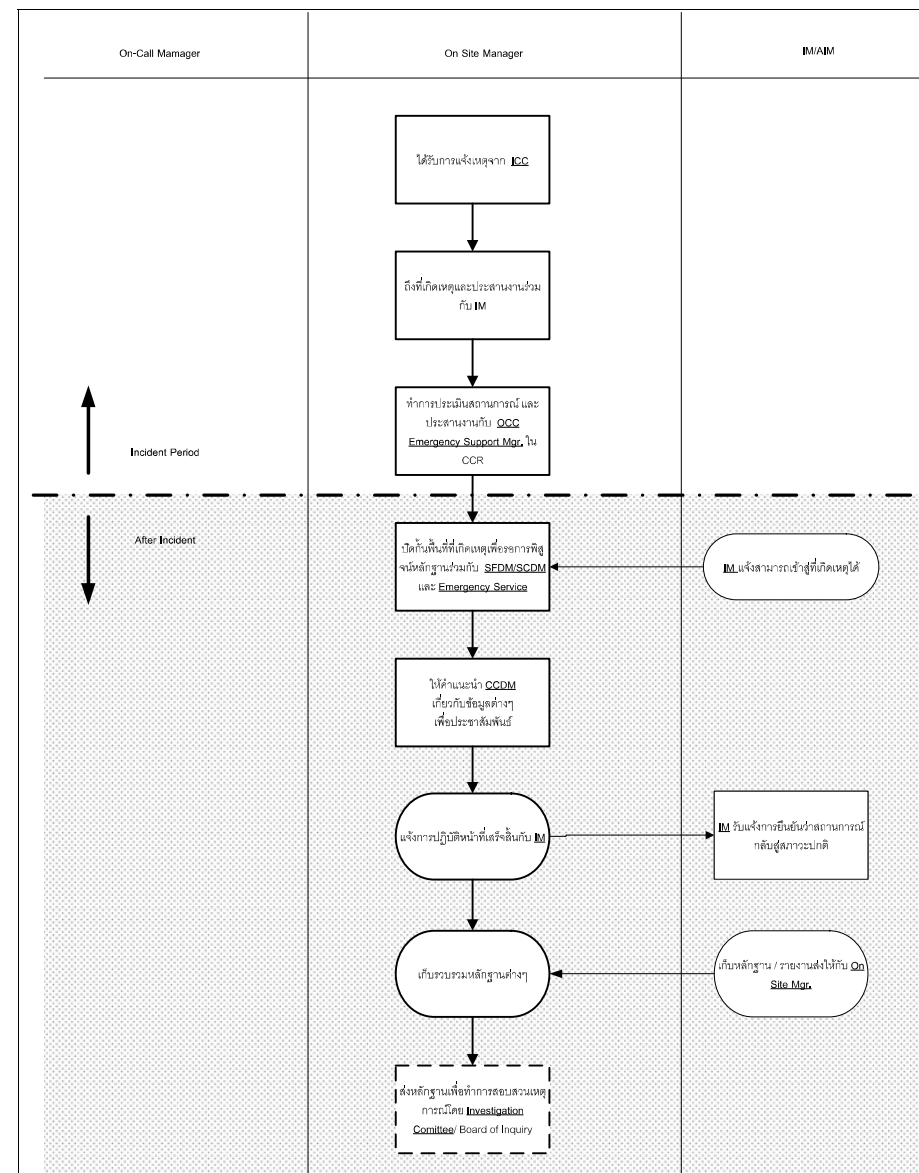 On-Call Mamager
On Site Manager
IM/AIM
ได้รับการแจ้งเหตุจาก ICC
ถึงที่เกิดเหตุและประสานงานร่วม
กับ IM
ทำการประเมินสถานการณ์ และ
ประสานงานกับ OCC
Emergency Support Mgr. ใน
CCR
Incident Period
After Incident
ปิดกั้นพื้นที่ที่เกิดเหตุเพื่อรอการพิสู
จน์หลักฐานร่วมกับ SFDM/SCDM
และ Emergency Service
IM แจ้งสามารถเข้าสู่ที่เกิดเหตุได้
ให้คำแนะนำ CCDM
เกี่ยวกับข้อมูลต่างๆ
เพื่อประชาสัมพันธ์
แจ้งการปฏิบัติหน้าที่เสร็จสิ้นกับ IM
IM รับแจ้งการยืนยันว่าสถานการณ์
กลับสู่สภาวะปกติ
เก็บรวบรวมหลักฐานต่างๆ
เก็บหลักฐาน / รายงานส่งให้กับ On
Site Mgr.
ส่งหลักฐานเพื่อทำการสอบสวนเหตุ
การณ์โดย Investigation
Comittee/ Board of Inquiry